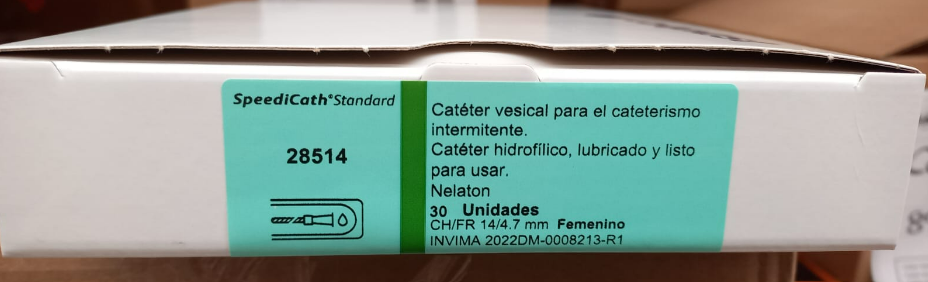 SpeediCath®Standard
28514
Catéter vesical para el cateterismo
intermitente.
Catéter hidrofílico, lubricado y listo
para usar.
Nelaton
30 Unidades
CH/FR 14/4.7 mm Femenino
INVIMA 2022DM-0008213-R1